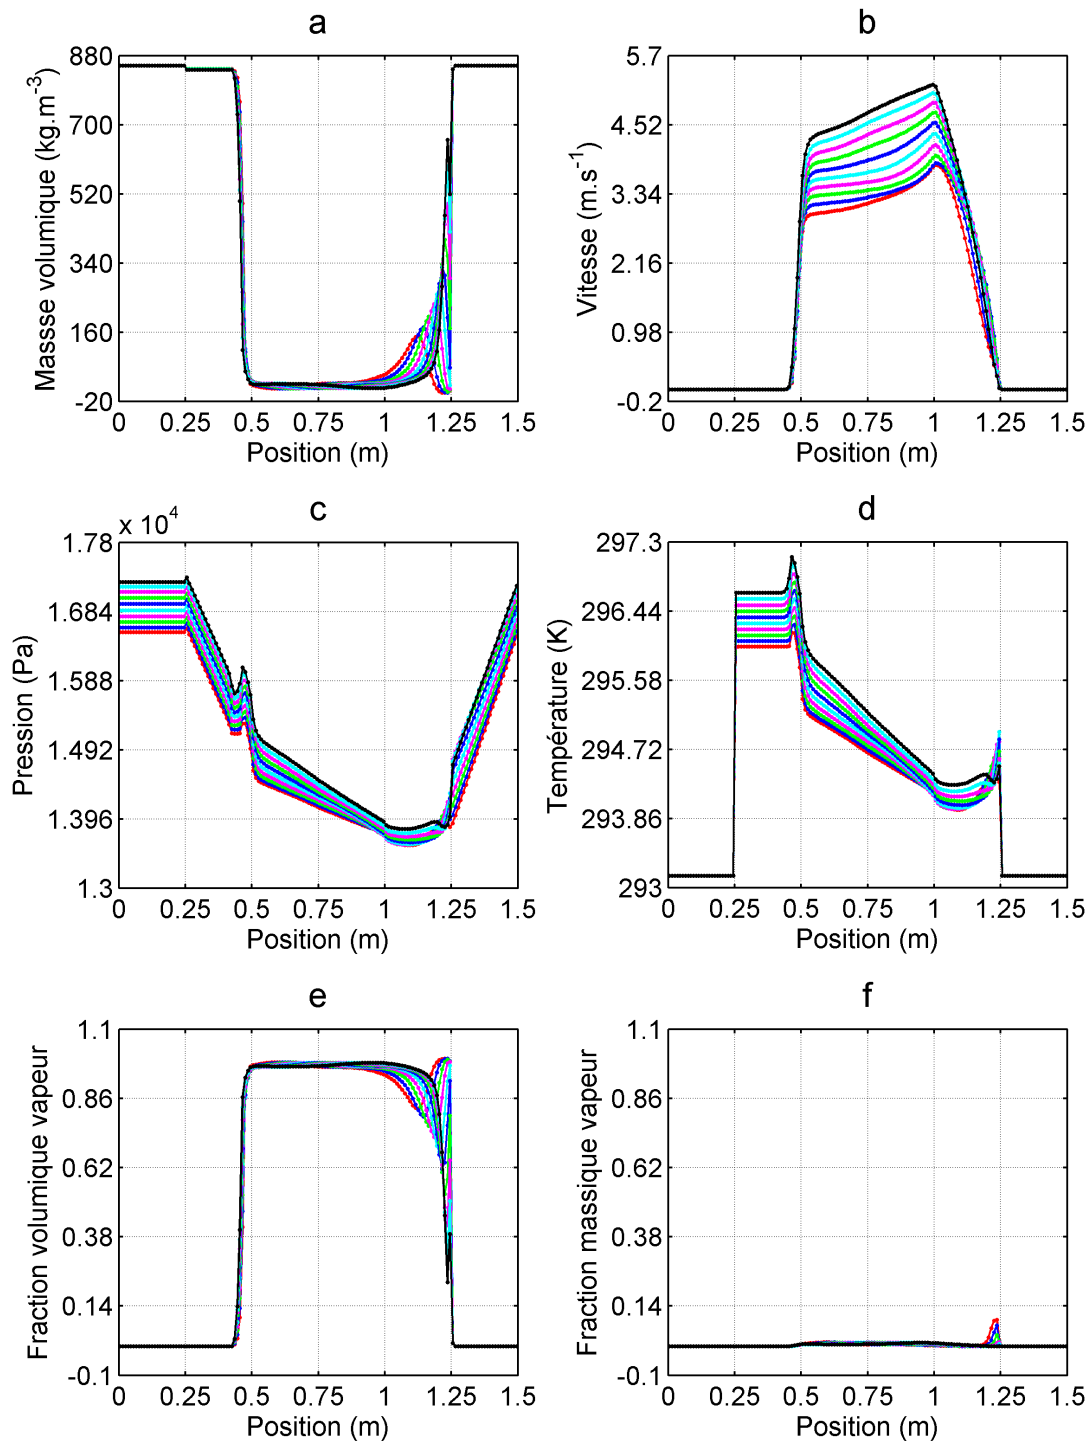 a
880
700
520
340
160
-20
Massse volumique (kg.m-3)
0 0.25 0.5 0.75 1 1.25 1.5
Position (m)
b
5.7
4.52
3.34
2.16
0.98
-0.2
Vitesse (m.s-1)
0 0.25 0.5 0.75 1 1.25 1.5
Position (m)
c
x 10^4
1.78
1.684
1.588
1.492
1.396
1.3
Pression (Pa)
0 0.25 0.5 0.75 1 1.25 1.5
Position (m)
d
297.3
296.44
295.58
294.72
293.86
293
Température (K)
0 0.25 0.5 0.75 1 1.25 1.5
Position (m)
e
1.1
0.86
0.62
0.38
0.14
-0.1
Fraction volumique vapeur
0 0.25 0.5 0.75 1 1.25 1.5
Position (m)
f
1.1
0.86
0.62
0.38
0.14
-0.1
Fraction massique vapeur
0 0.25 0.5 0.75 1 1.25 1.5
Position (m)